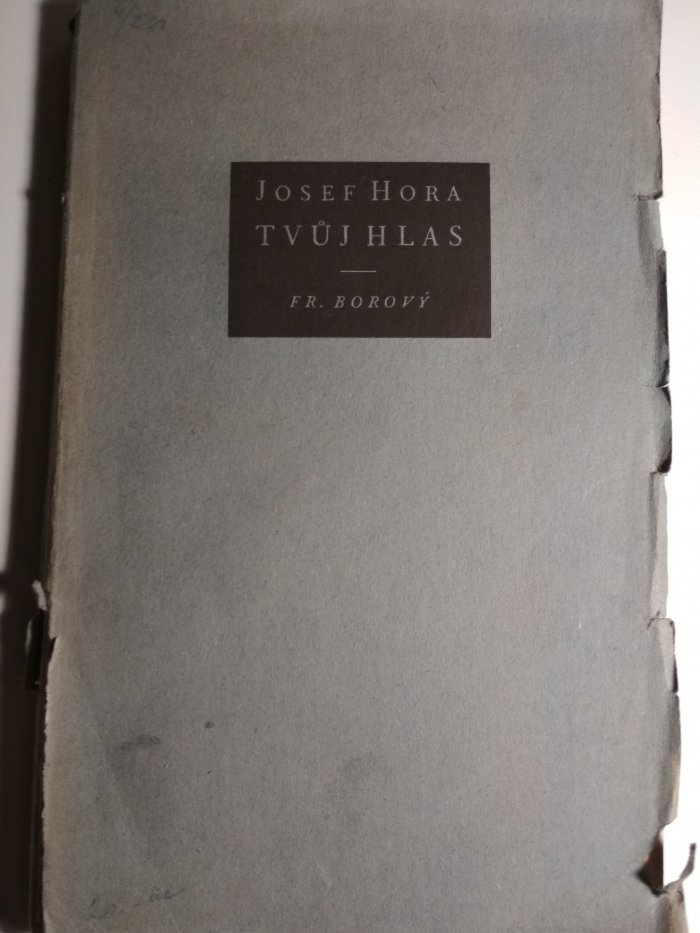 JOSEF HORA
TVŮJ HLAS
FR. BOROVÝ